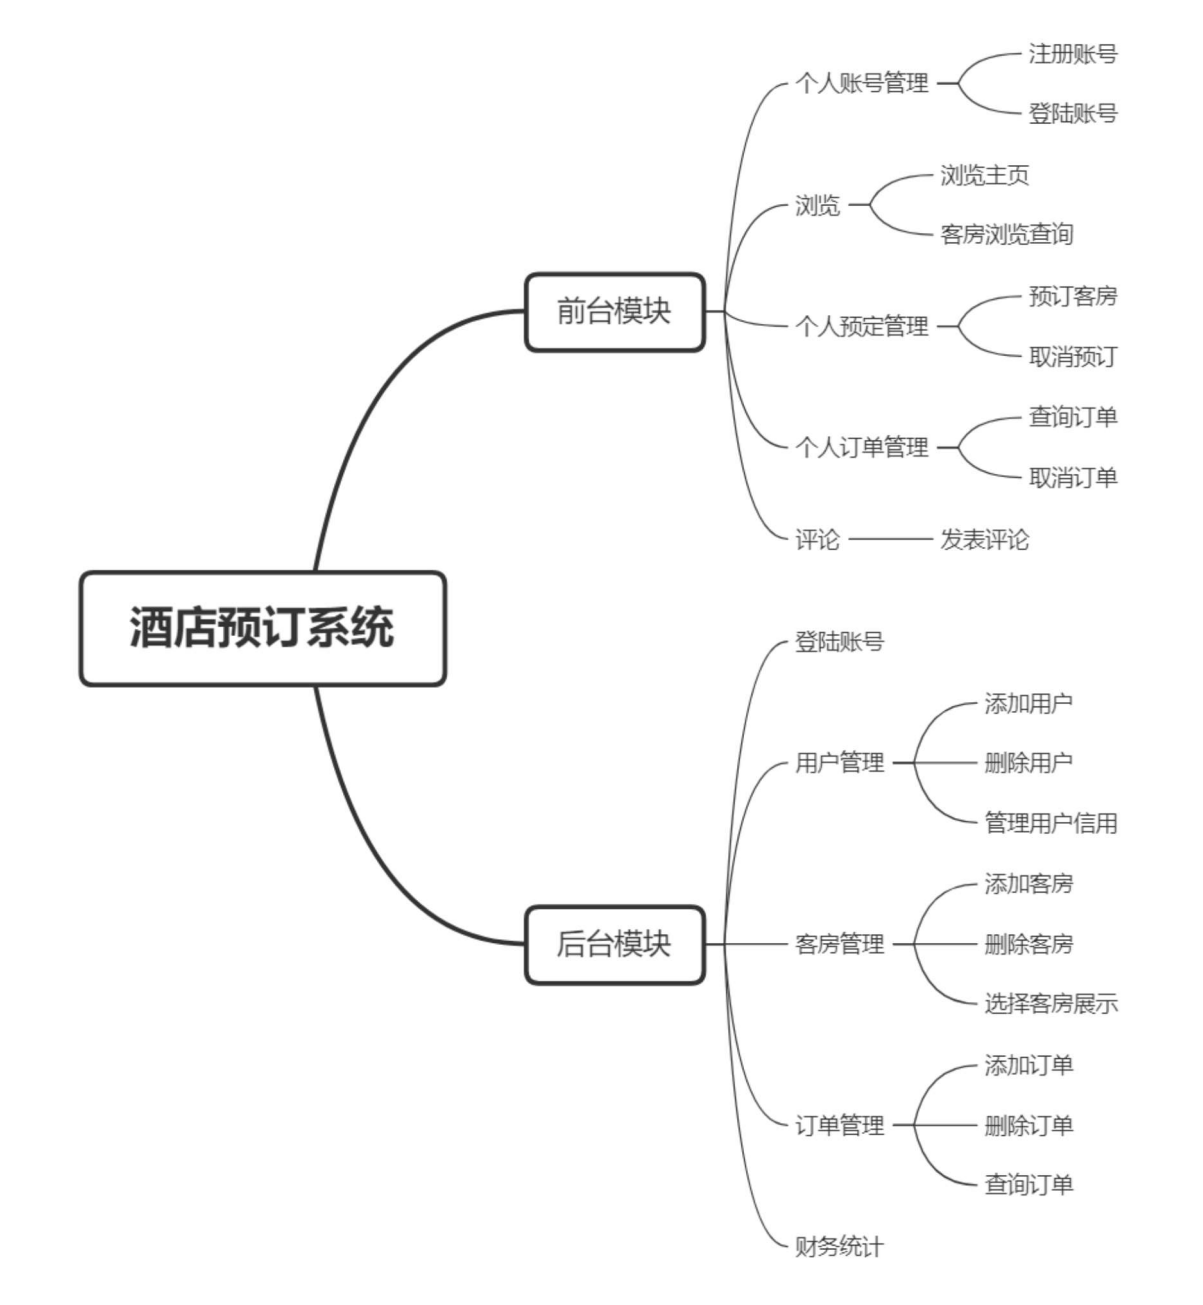 酒店预订系统
前台模块
个人账号管理
注册账号
登陆账号
浏览
浏览主页
客房浏览查询
个人预定管理
预订客房
取消预订
个人订单管理
查询订单
取消订单
评论
发表评论
后台模块
登陆账号
用户管理
添加用户
删除用户
管理用户信用
客房管理
添加客房
删除客房
选择客房展示
订单管理
添加订单
删除订单
查询订单
财务统计